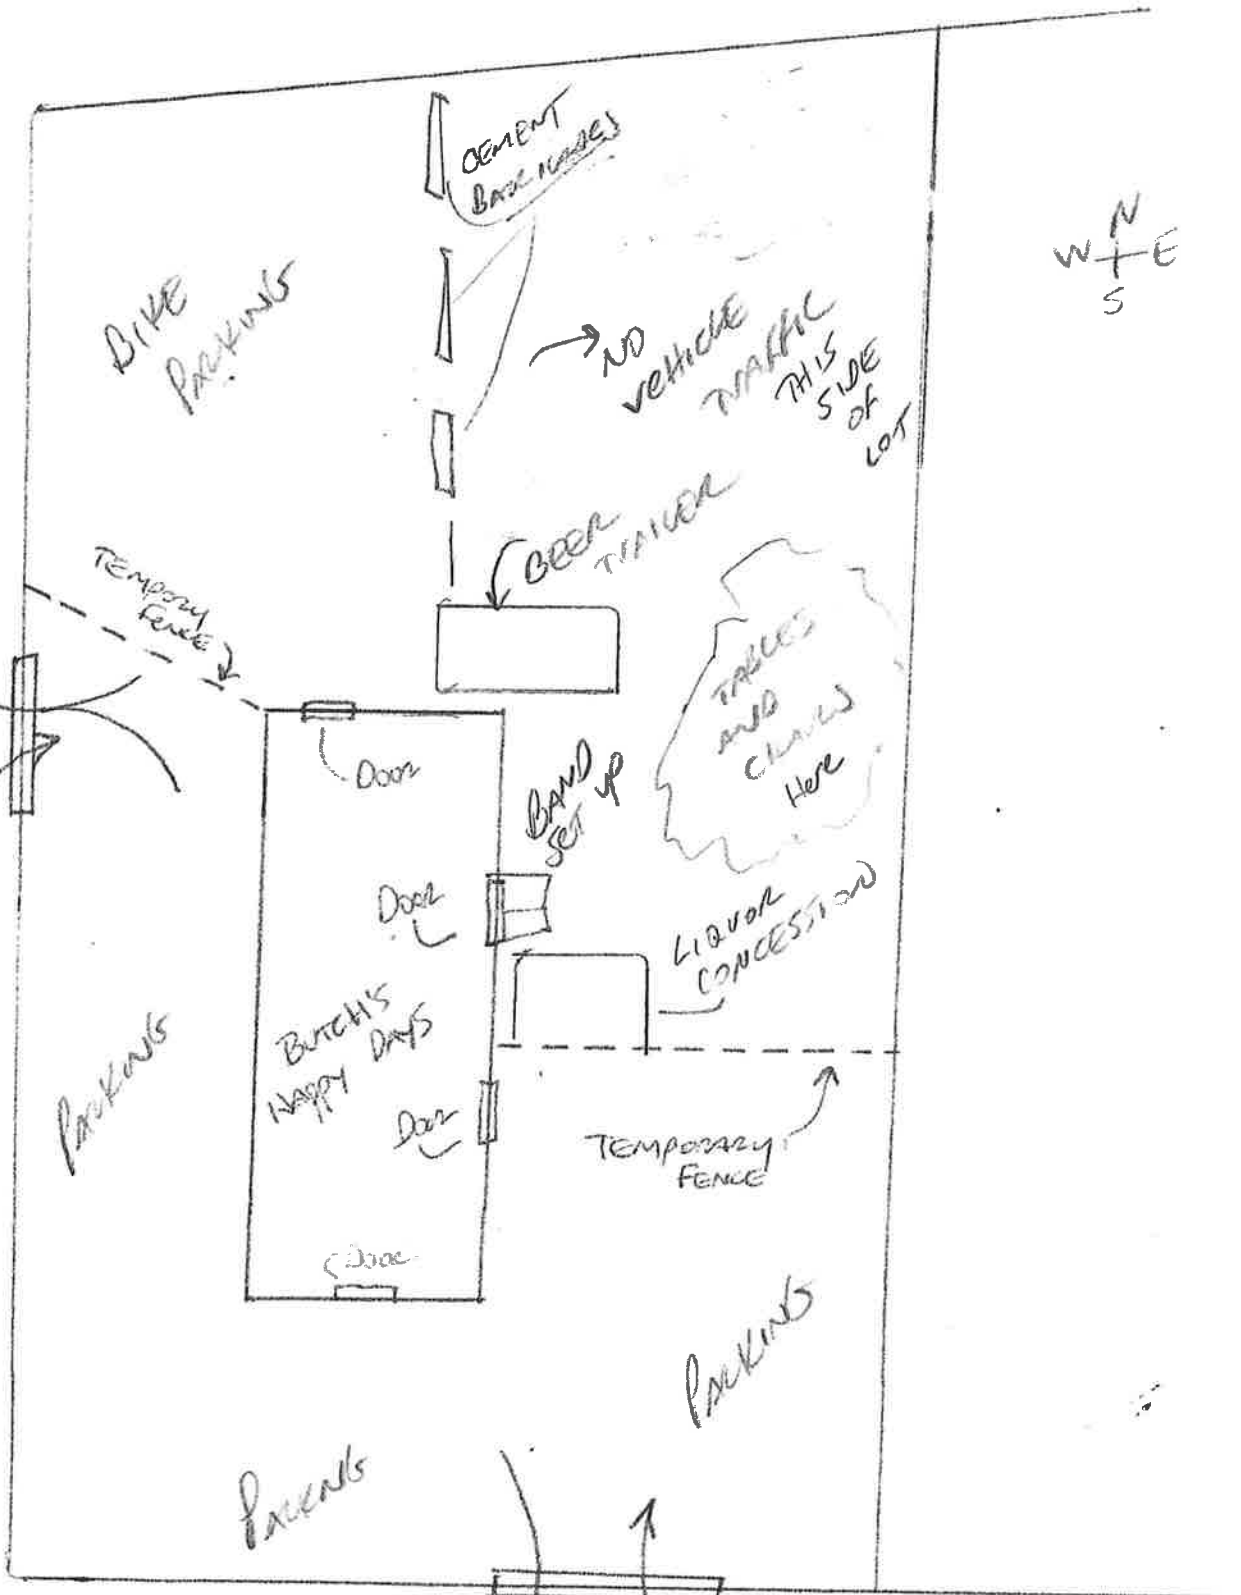 CEMENT
BARRICADES
N
W E
S
BIKE
PARKING
NO
VEHICLE
TRAFFIC
THIS
SIDE
OF
LOT
BEER
TRAILER
TEMPORARY
FENCE
TABLES
AND
CHAIRS
Here
DOOR
BAND
SET UP
DOOR
LIQUOR
CONCESSION
BUTCH'S
HAPPY DAYS
PARKING
DOOR
TEMPORARY
FENCE
DOOR
PARKING
PARKING